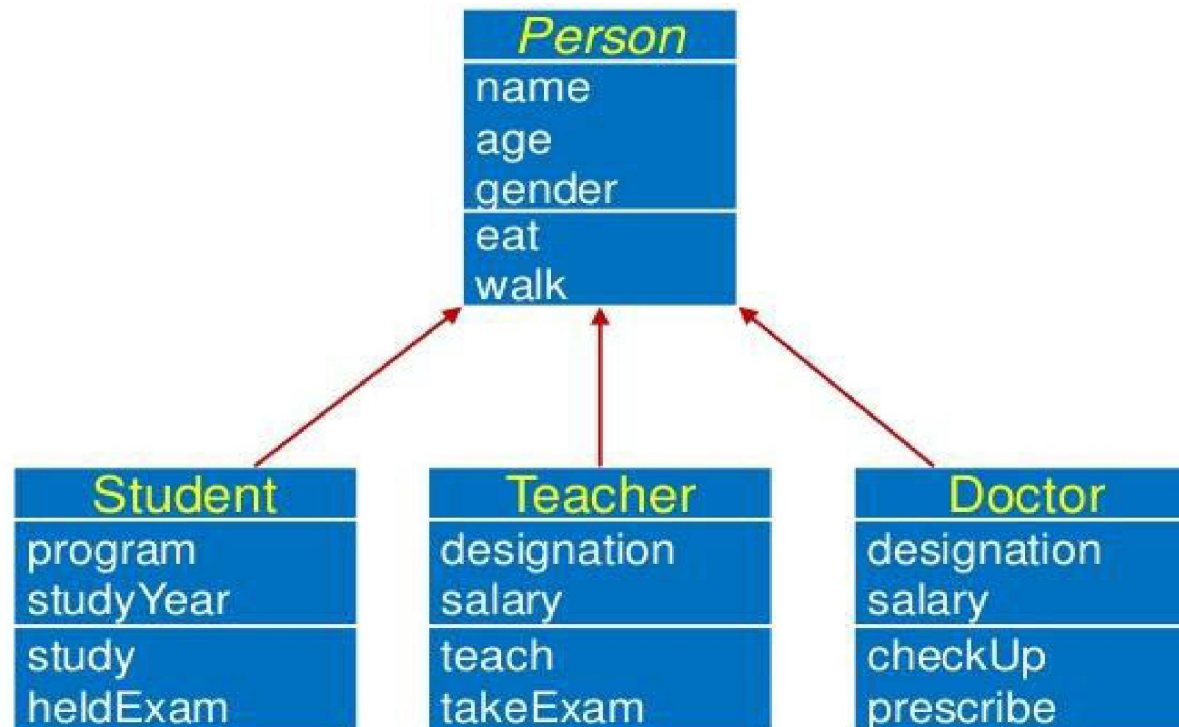 Person
name
age
gender
eat
walk
Student
program
studyYear
study
heldExam
Teacher
designation
salary
teach
takeExam
Doctor
designation
salary
checkUp
prescribe